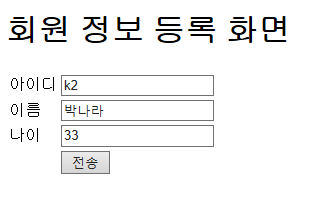 회원 정보 등록 화면
아이디 k2
이름 박나라
나이 33
전송